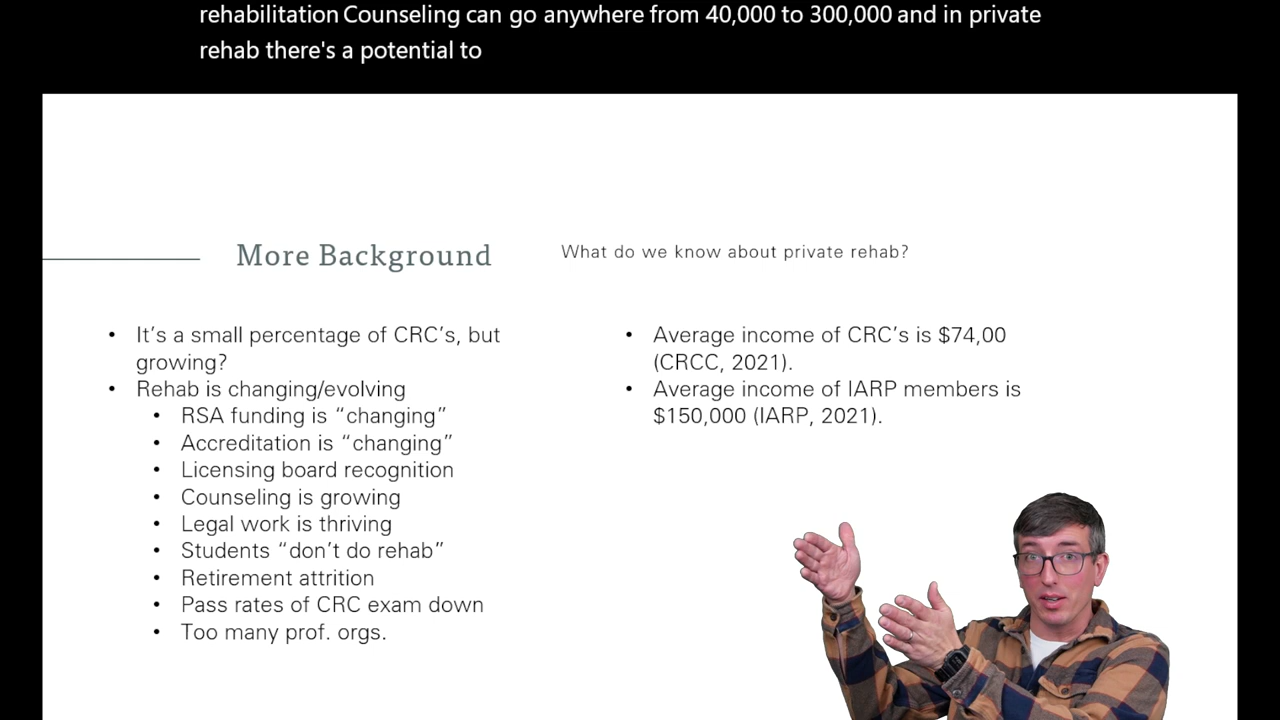 rehabilitation Counseling can go anywhere from 40,000 to 300,000 and in private
rehab there's a potential to
More Background
What do we know about private rehab?
• It's a small percentage of CRC's, but
growing?
• Rehab is changing/evolving
• RSA funding is “changing”
• Accreditation is “changing”
• Licensing board recognition
• Counseling is growing
• Legal work is thriving
• Students “don't do rehab”
• Retirement attrition
• Pass rates of CRC exam down
• Too many prof. orgs.
• Average income of CRC's is $74,00
(CRCC, 2021).
• Average income of IARP members is
$150,000 (IARP, 2021).